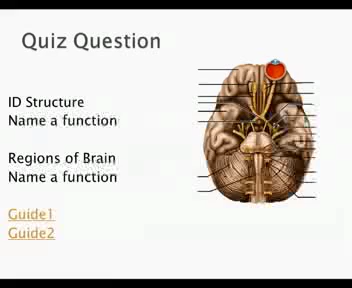 Quiz Question
ID Structure
Name a function
Regions of Brain
Name a function
Guide1
Guide2